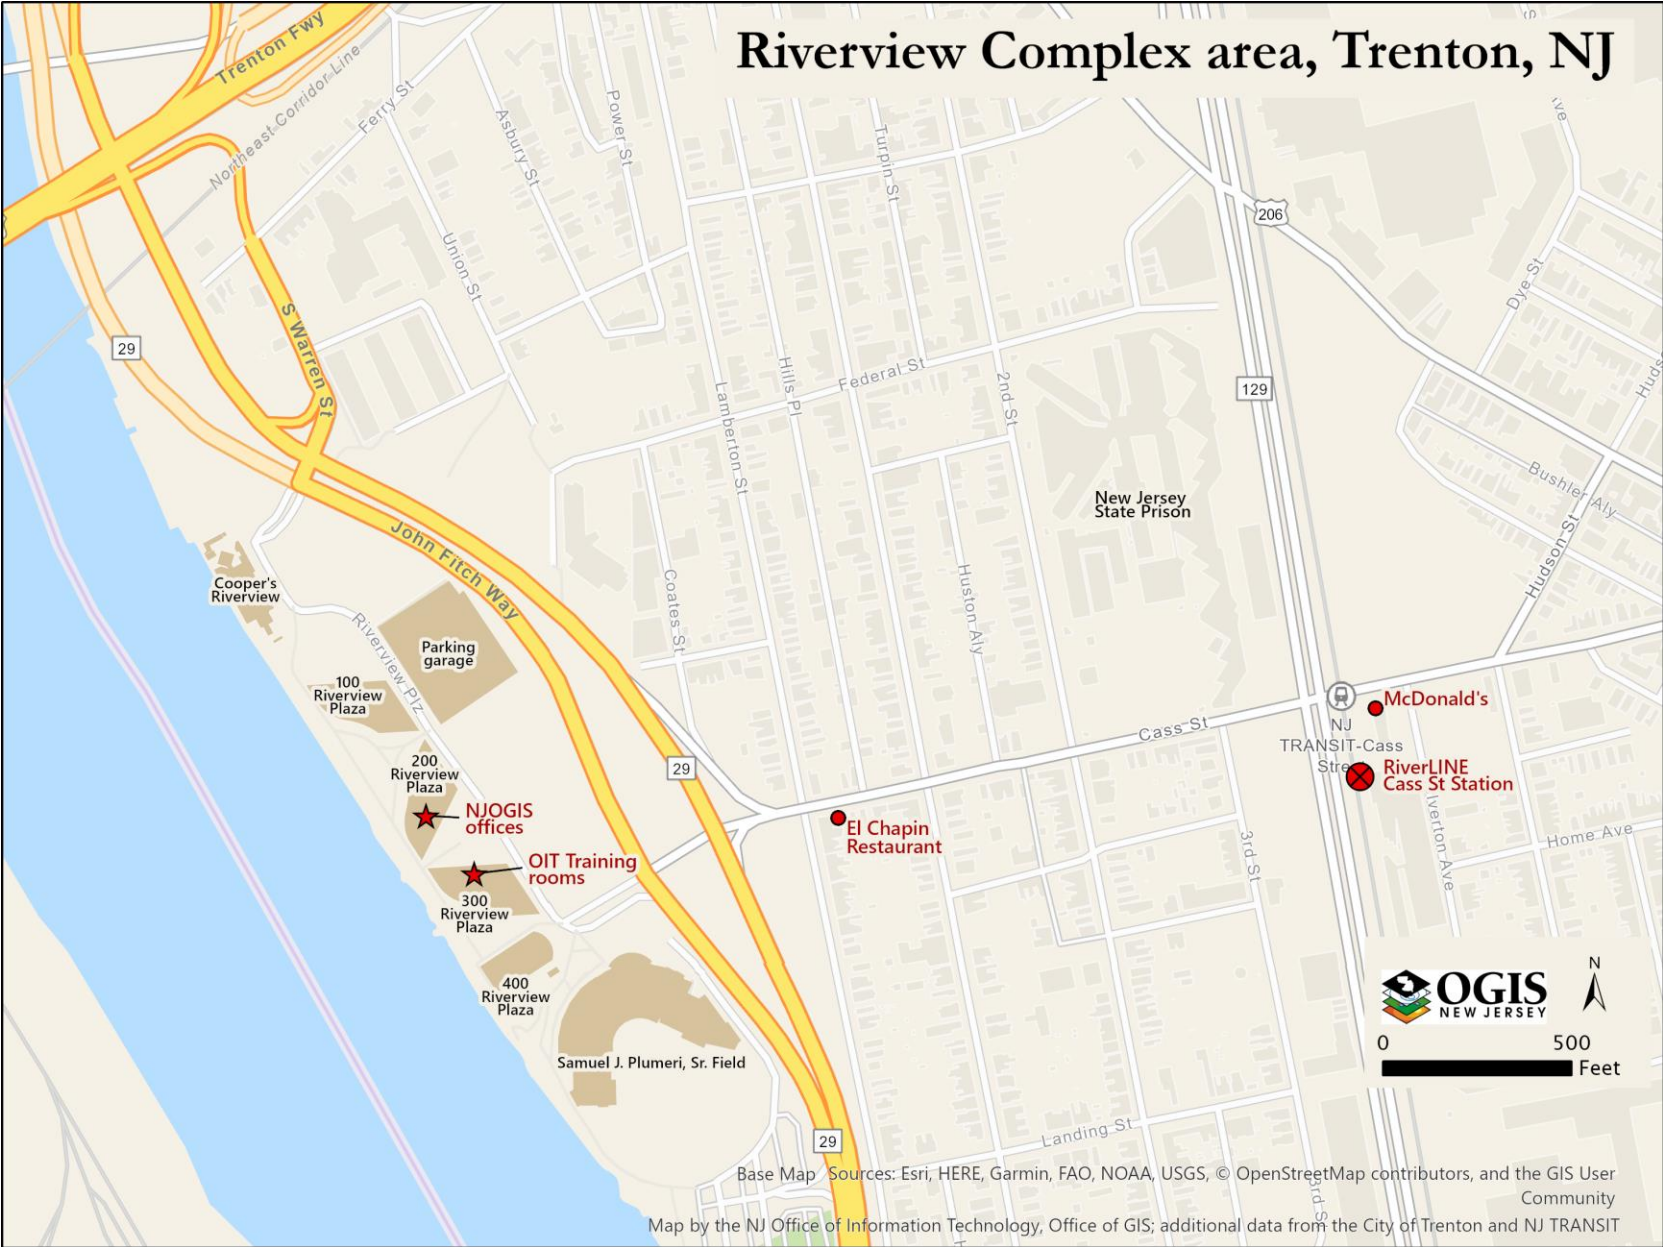 Riverview Complex area, Trenton, NJ
Trenton Fwy
Northeast Corridor Line
Ferry St
Asbury St
Power St
Turpin St
206
Union St
Dye St
S Warren St
29
Hills Pl
Federal St
2nd St
129
Lamberton St
Bushler Aly
New Jersey
State Prison
Hudson St
John Fitch Way
Cooper's
Riverview
Coates St
Huston Aly
Riverview Plz
Parking
garage
100
Riverview
Plaza
McDonald's
Cass St
NJ
TRANSIT-Cass
RiverLINE
Cass St Station
29
200
Riverview
Plaza
NJOGIS
offices
El Chapin
Restaurant
OIT Training
rooms
300
Riverview
Plaza
3rd St
Home Ave
400
Riverview
Plaza
Samuel J. Plumeri, Sr. Field
OGIS
NEW JERSEY
N
0 500
Feet
29
Landing St
Base Map Sources: Esri, HERE, Garmin, FAO, NOAA, USGS, © OpenStreetMap contributors, and the GIS User
Community
Map by the NJ Office of Information Technology, Office of GIS; additional data from the City of Trenton and NJ TRANSIT